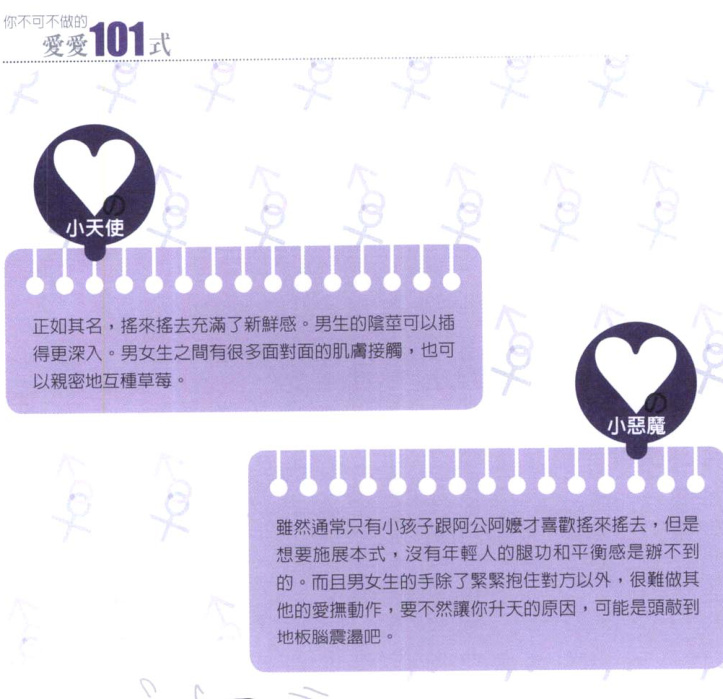 你不可不做的
愛愛101式
の
小天使
正如其名，搖來搖去充滿了新鮮感。男生的陰莖可以插
得更深入。男女生之間有很多面對面的肌膚接觸，也可
以親密地互種草莓。
の
小惡魔
雖然通常只有小孩子跟阿公阿嬤才喜歡搖來搖去，但是
想要施展本式，沒有年輕人的腿功和平衡感是辦不到
的。而且男女生的手除了緊緊抱住對方以外，很難做其
他的愛撫動作，要不然讓你升天的原因，可能是頭敲到
地板腦震盪吧。